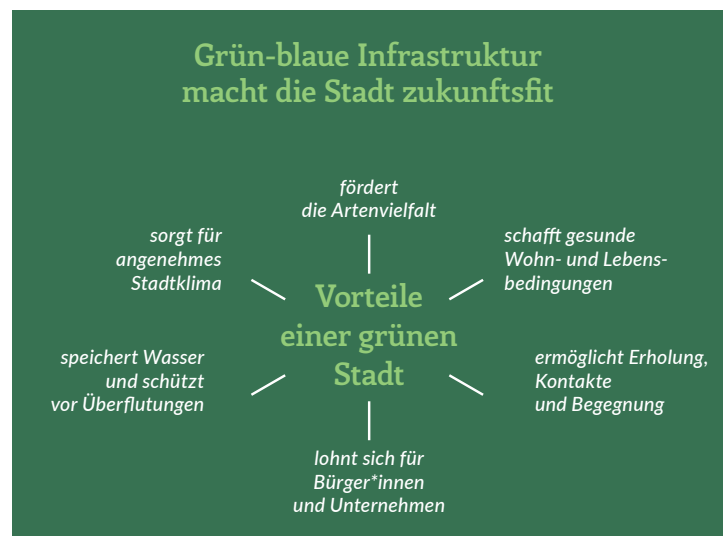 Grün-blaue Infrastruktur
macht die Stadt zukunftsfit
fördert
die Artenvielfalt
sorgt für
angenehmes
Stadtklima
schafft gesunde
Wohn- und Lebens-
bedingungen
Vorteile
einer grünen
Stadt
speichert Wasser
und schützt
vor Überflutungen
ermöglicht Erholung,
Kontakte
und Begegnung
lohnt sich für
Bürger*innen
und Unternehmen